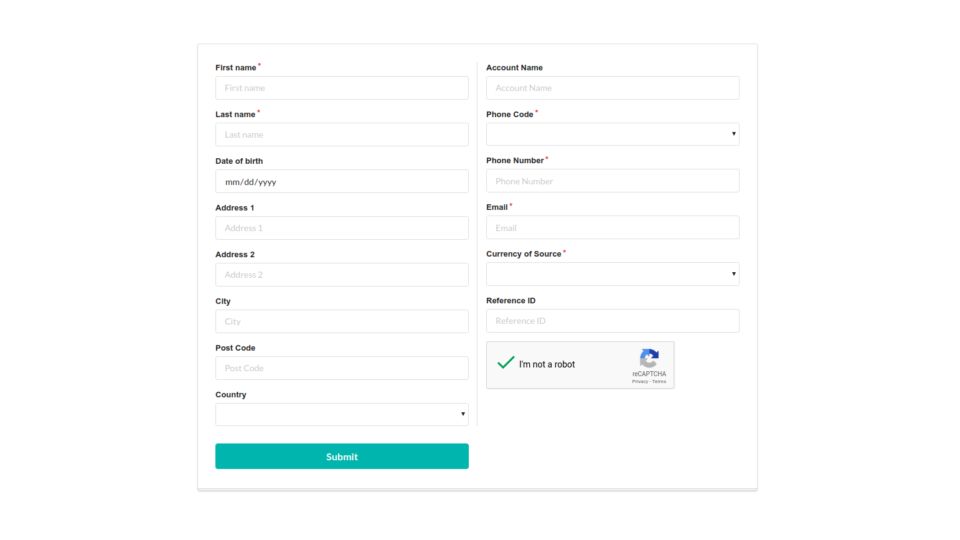 First name *
First name
Last name *
Last name
Date of birth
mm/dd/yyyy
Address 1
Address 1
Address 2
Address 2
City
City
Post Code
Post Code
Country
Submit
Account Name
Account Name
Phone Code *
Phone Number *
Phone Number
Email *
Email
Currency of Source *
Reference ID
Reference ID
I'm not a robot
reCAPTCHA
Privacy - Terms